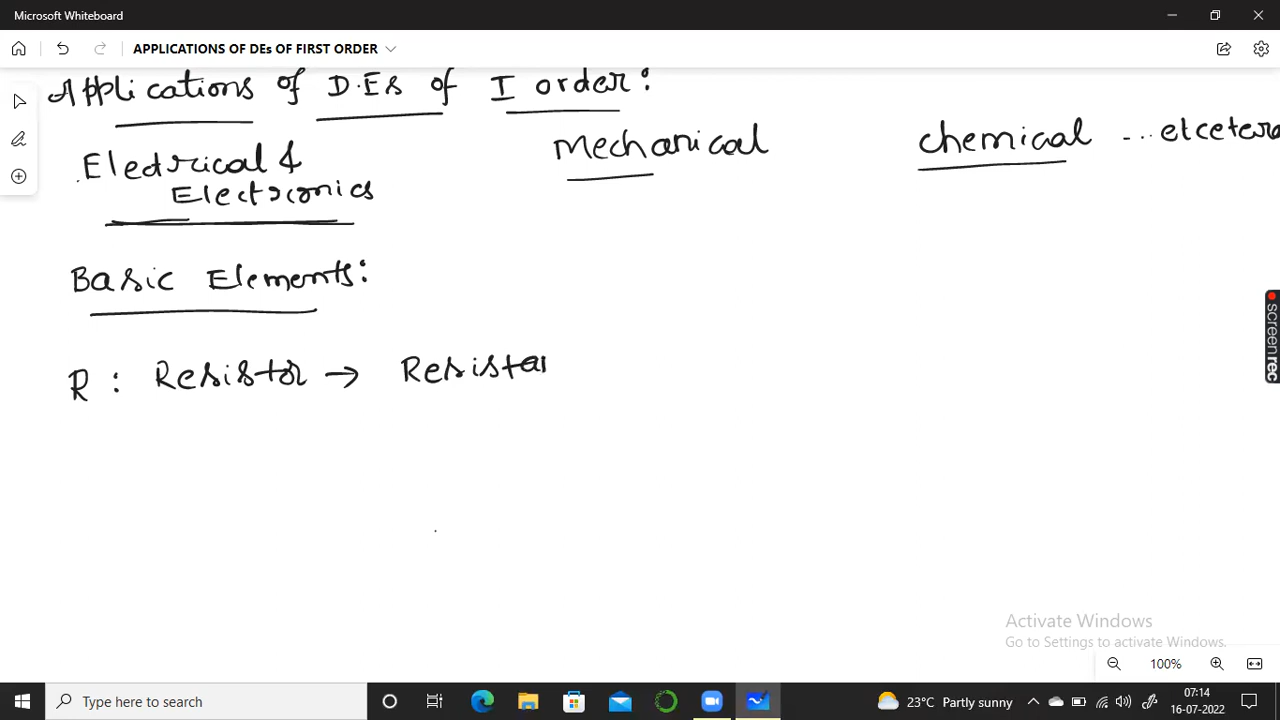 Microsoft Whiteboard
APPLICATIONS OF DEs OF FIRST ORDER
Applications of D.Es of I order:
Electrical &
Electronics
Mechanical
chemical ... etcetera
Basic Elements:
R : Resistor → Resistan
screenrec
Activate Windows
Go to Settings to activate Windows.
100%
Type here to search
23°C Partly sunny
07:14
16-07-2022